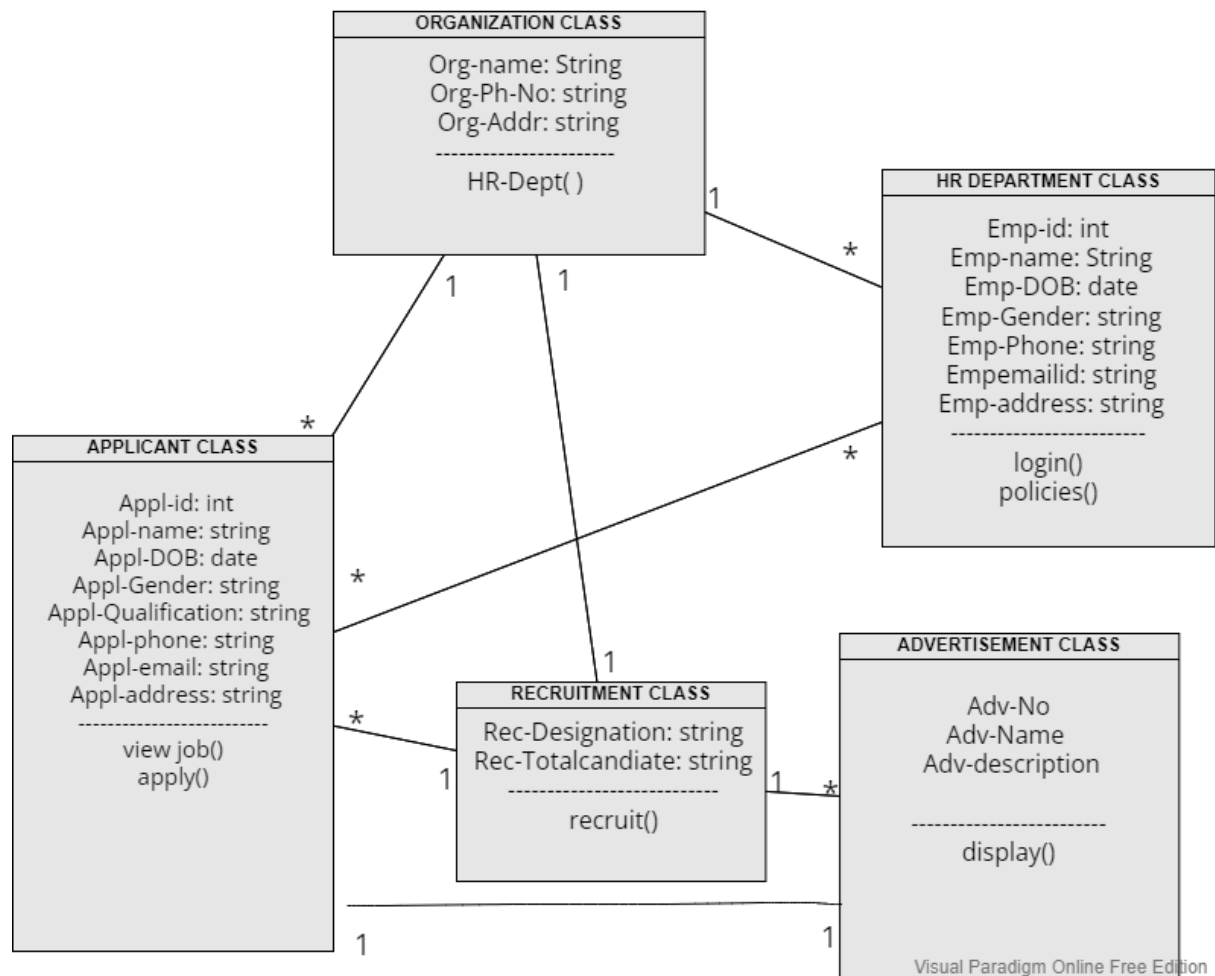 ORGANIZATION CLASS
Org-name: String
Org-Ph-No: string
Org-Addr: string
-----------------------
HR-Dept( )
1
*
1
1
*
HR DEPARTMENT CLASS
Emp-id: int
Emp-name: String
Emp-DOB: date
Emp-Gender: string
Emp-Phone: string
Empemailid: string
Emp-address: string
-------------------------
login()
policies()
*
APPLICANT CLASS
Appl-id: int
Appl-name: string
Appl-DOB: date
Appl-Gender: string
Appl-Qualification: string
Appl-phone: string
Appl-email: string
Appl-address: string
-------------------------
view job()
apply()
*
*
1
1
RECRUITMENT CLASS
Rec-Designation: string
Rec-Totalcandiate: string
---------------------------
recruit()
1
*
ADVERTISEMENT CLASS
Adv-No
Adv-Name
Adv-description
-------------------------
display()
1
1
Visual Paradigm Online Free Edition